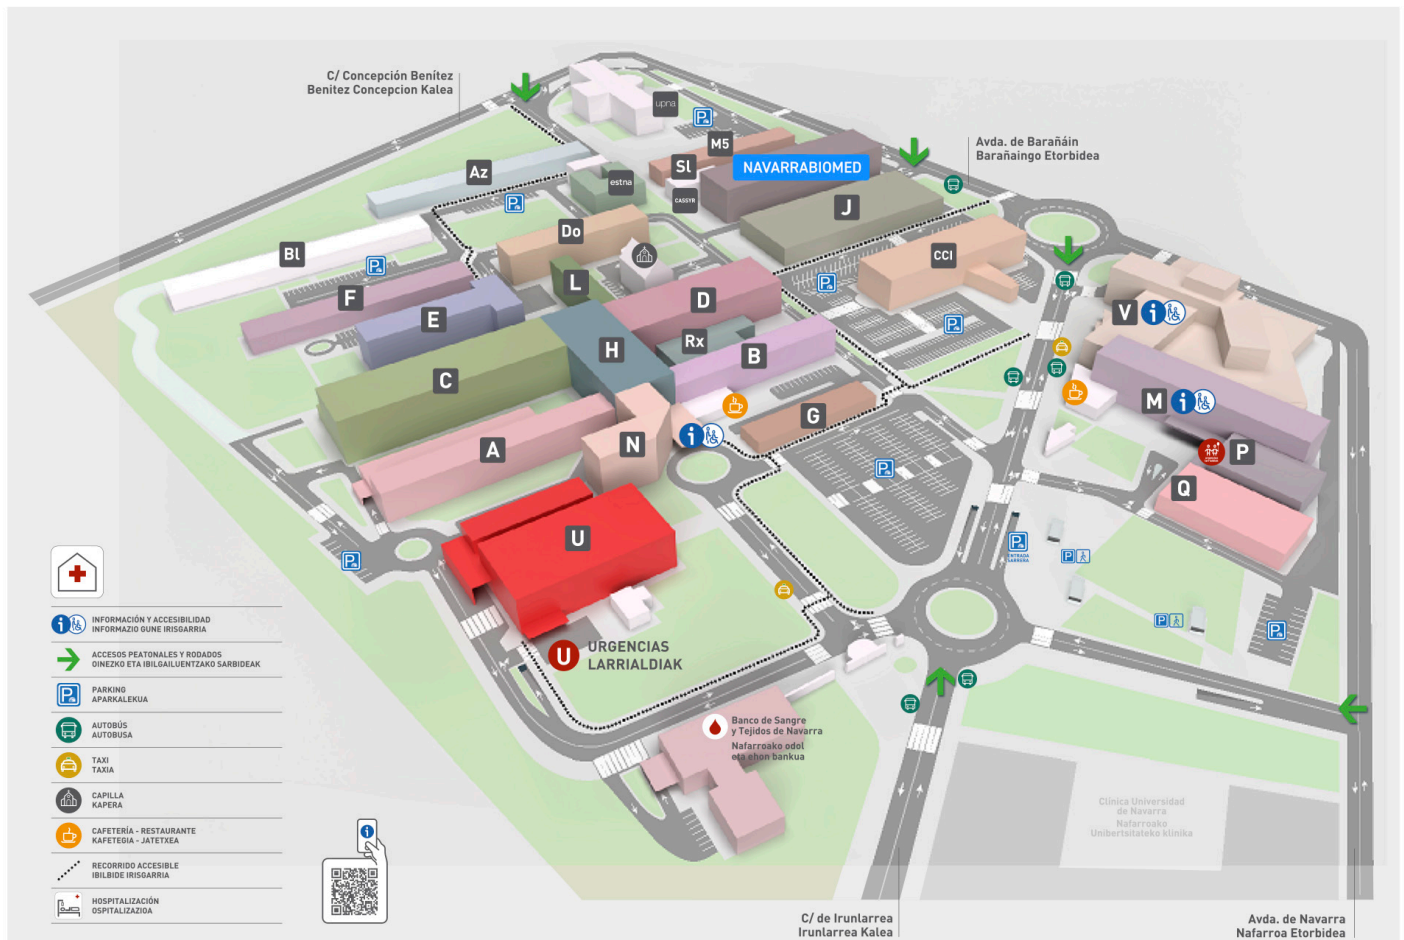 C/ Concepción Benítez
Benitez Concepcion Kalea
upna
M5
Avda. de Barañáin
Barañaingo Etorbidea
Az
Sl
NAVARRABIOMED
estna
CASSYR
J
Do
Bl
CCI
L
F
D
V
E
Rx
H
B
C
M
G
A
N
P
Q
U
ENTRADA
SARRERA
URGENCIAS
LARRIALDIAK
U
Banco de Sangre
y Tejidos de Navarra
Nafarroako odol
eta ehon bankua
Clínica Universidad
de Navarra
Nafarroako
Unibertsitateko klinika
INFORMACIÓN Y ACCESIBILIDAD
INFORMAZIO GUNE IRISGARRIA
ACCESOS PEATONALES Y RODADOS
OINEZKO ETA IBILGAILUENTZAKO SARBIDEAK
PARKING
APARKALEKUA
AUTOBÚS
AUTOBUSA
TAXI
TAXIA
CAPILLA
KAPERA
CAFETERÍA - RESTAURANTE
KAFETEGIA - JATETXEA
RECORRIDO ACCESIBLE
IBILBIDE IRISGARRIA
HOSPITALIZACIÓN
OSPITALIZAZIOA
C/ de Irunlarrea
Irunlarrea Kalea
Avda. de Navarra
Nafarroa Etorbidea